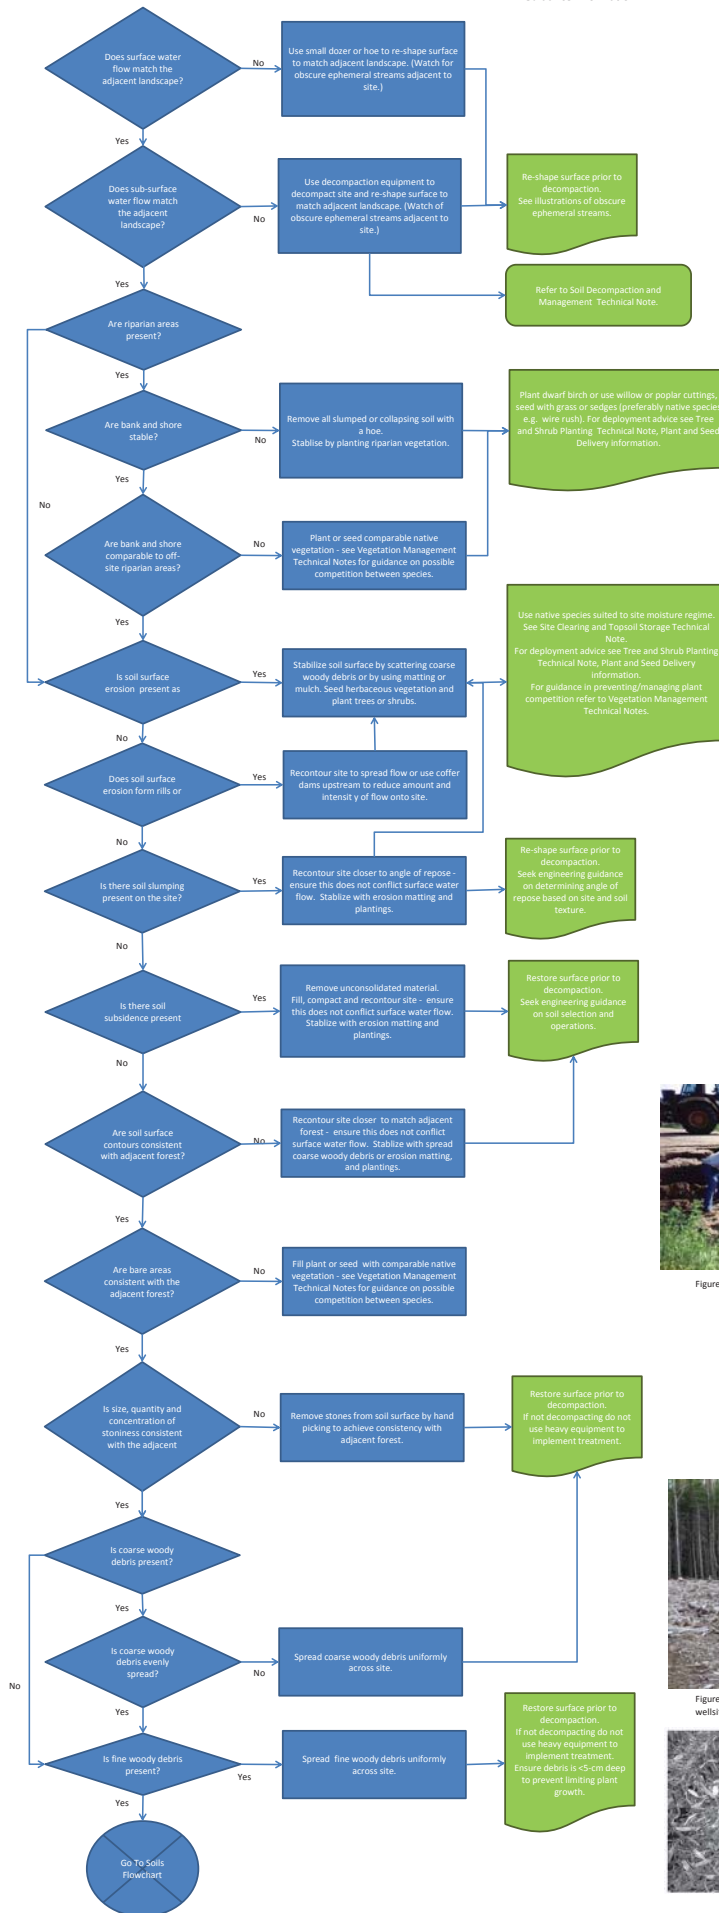 Does surface water
flow match the
adjacent landscape?
No
Use small dozer or hoe to re-shape surface
to match adjacent landscape. (Watch for
obscure ephemeral streams adjacent to
site.)
Yes
Does sub-surface
water flow match
the adjacent
landscape?
No
Use decompaction equipment to
decompact site and re-shape surface to
match adjacent landscape. (Watch of
obscure ephemeral streams adjacent to
site.)
Re-shape surface prior to
decompaction.
See illustrations of obscure
ephemeral streams.
Refer to Soil Decompaction and
Management Technical Note.
Yes
Are riparian areas
present?
Yes
No
Are bank and shore
stable?
No
Remove all slumped or collapsing soil with
a hoe.
Stablise by planting riparian vegetation.
Plant dwarf birch or use willow or poplar cuttings,
seed with grass or sedges (preferably native species
e.g. wire rush). For deployment advice see Tree
and Shrub Planting Technical Note, Plant and Seed
Delivery information.
Yes
Are bank and shore
comparable to off-
site riparian areas?
No
Plant or seed comparable native
vegetation - see Vegetation Management
Technical Notes for guidance on possible
competition between species.
Yes
Is soil surface
erosion present as
Yes
Stabilize soil surface by scattering coarse
woody debris or by using matting or
mulch. Seed herbaceous vegetation and
plant trees or shrubs.
Use native species suited to site moisture regime.
See Site Clearing and Topsoil Storage Technical
Note.
For deployment advice see Tree and Shrub Planting
Technical Note, Plant and Seed Delivery
information.
For guidance in preventing/managing plant
competition refer to Vegetation Management
Technical Notes.
No
Does soil surface
erosion form rills or
Yes
Recontour site to spread flow or use coffer
dams upstream to reduce amount and
intensit y of flow onto site.
No
Is there soil slumping
present on the site?
Yes
Recontour site closer to angle of repose -
ensure this does not conflict surface water
flow. Stablize with erosion matting and
plantings.
Re-shape surface prior to
decompaction.
Seek engineering guidance
on determining angle of
repose based on site and soil
texture.
No
Is there soil
subsidence present
Yes
Remove unconsolidated material.
Fill, compact and recontour site - ensure
this does not conflict surface water flow.
Stablize with erosion matting and
plantings.
Restore surface prior to
decompaction.
Seek engineering guidance
on soil selection and
operations.
No
Are soil surface
contours consistent
with adjacent forest?
No
Recontour site closer to match adjacent
forest - ensure this does not conflict
surface water flow. Stablize with spread
coarse woody debris or erosion matting,
and plantings.
Yes
Are bare areas
consistent with the
adjacent forest?
No
Fill plant or seed with comparable native
vegetation - see Vegetation Management
Technical Notes for guidance on possible
competition between species.
Figure
Yes
Is size, quantity and
concentration of
stoniness consistent
with the adjacent
No
Remove stones from soil surface by hand
picking to achieve consistency with
adjacent forest.
Restore surface prior to
decompaction.
If not decompacting do not
use heavy equipment to
implement treatment.
Yes
Is coarse woody
debris present?
Yes
No
Is coarse woody
debris evenly
spread?
No
Spread coarse woody debris uniformly
across site.
Yes
Figure
wellsi
Is fine woody debris
present?
Yes
Spread fine woody debris uniformly
across site.
Restore surface prior to
decompaction.
If not decompacting do not
use heavy equipment to
implement treatment.
Ensure debris is <5-cm deep
to prevent limiting plant
growth.
Yes
Go To Soils
Flowchart